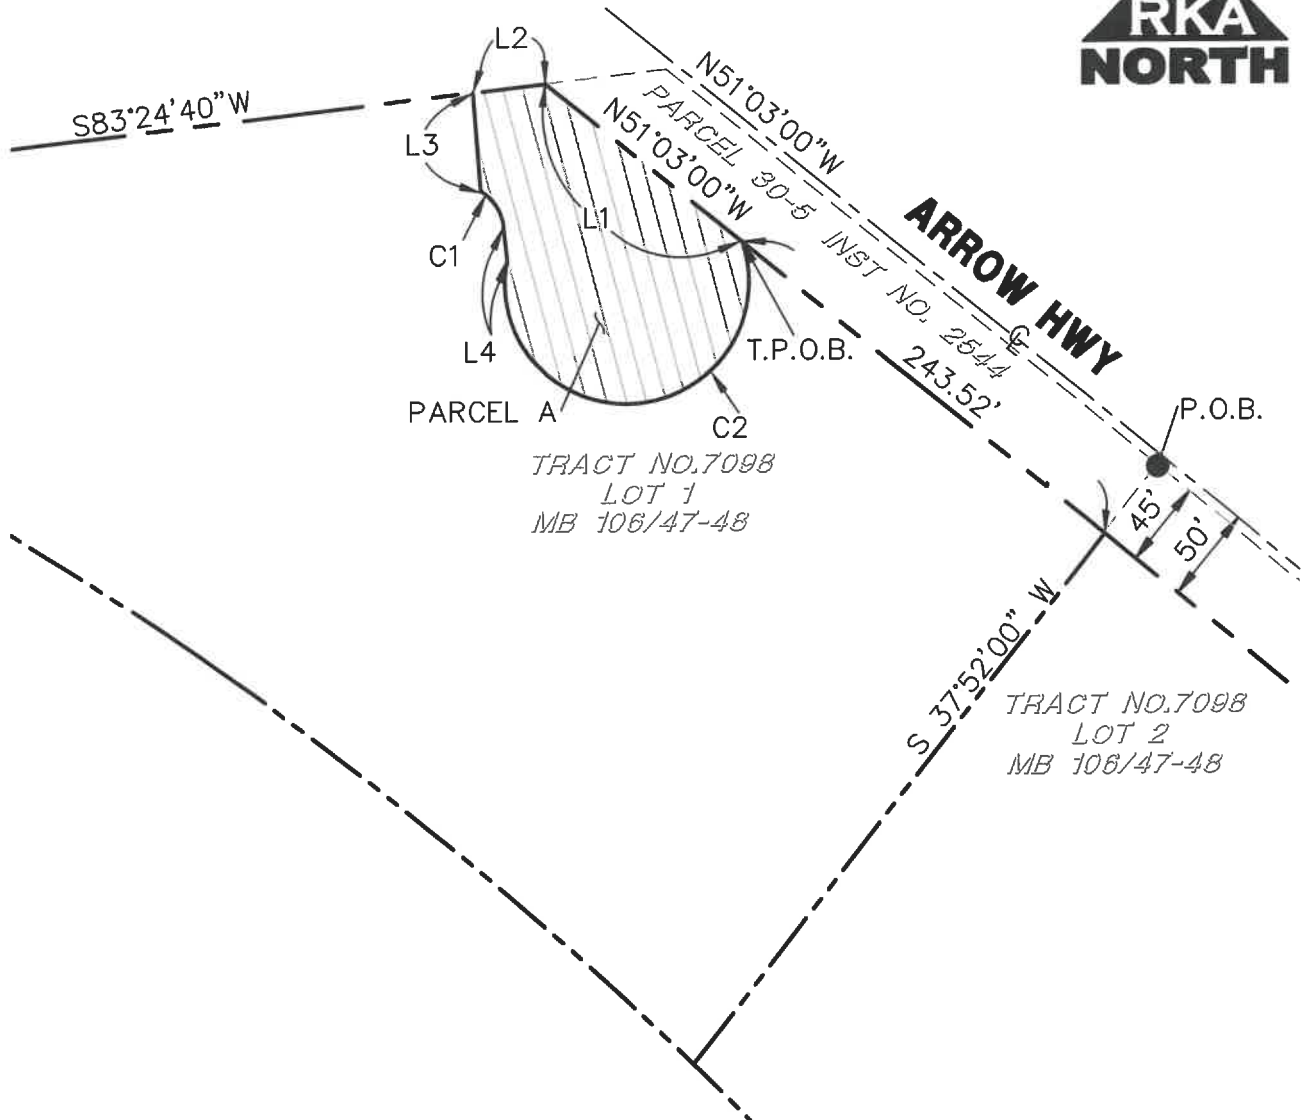 RKA
NORTH
L2
N51°03'00"W
S83°24'40"W
PARCEL 30-5 INST NO. 2544
N51°03'00"W
L3
L1
ARROW HWY
C1
℄
L4
T.P.O.B.
243.52'
PARCEL A
C2
P.O.B.
TRACT NO.7098
LOT 1
MB 106/47-48
45'
50'
S 37°52'00" W
TRACT NO.7098
LOT 2
MB 106/47-48